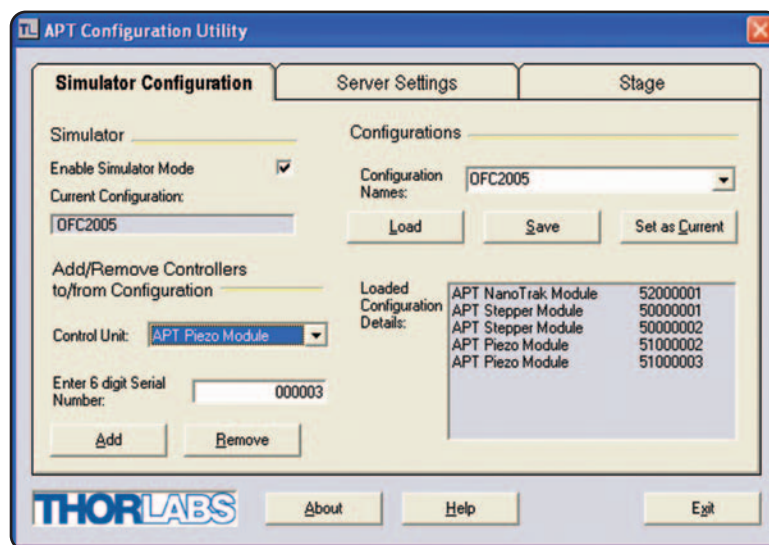 TL APT Configuration Utility
Simulator Configuration
Server Settings
Stage
Simulator
Enable Simulator Mode
Current Configuration:
OFC2005
Add/Remove Controllers
to/from Configuration
Control Unit:
APT Piezo Module
Enter 6 digit Serial
Number:
000003
Add
Remove
Configurations
Configuration
Names:
OFC2005
Load
Save
Set as Current
Loaded
Configuration
Details:
APT NanoTrak Module 52000001
APT Stepper Module 50000001
APT Stepper Module 50000002
APT Piezo Module 51000002
APT Piezo Module 51000003
THORLABS
About
Help
Exit